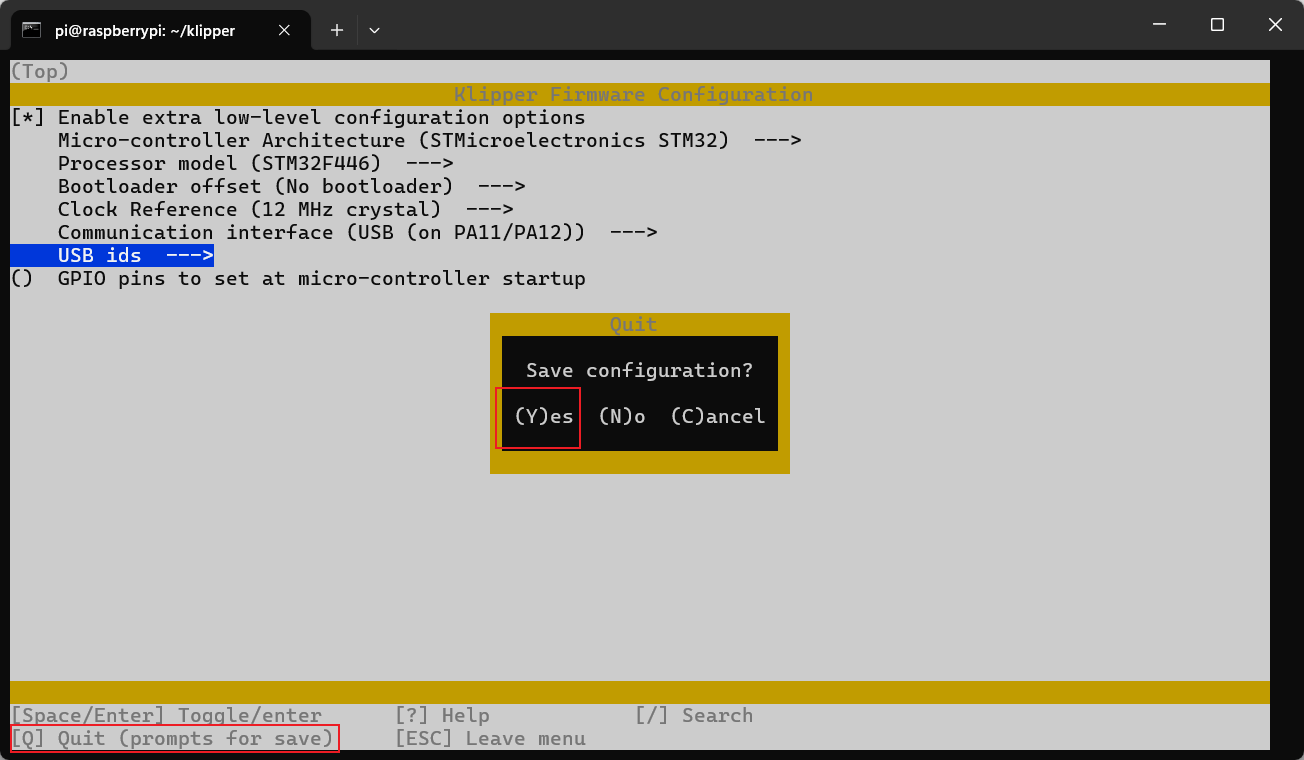 pi@raspberrypi: ~/klipper
(Top)
Klipper Firmware Configuration
[*] Enable extra low-level configuration options
Micro-controller Architecture (STMicroelectronics STM32)  --->
Processor model (STM32F446)  --->
Bootloader offset (No bootloader)  --->
Clock Reference (12 MHz crystal)  --->
Communication interface (USB (on PA11/PA12))  --->
USB ids  --->
()  GPIO pins to set at micro-controller startup
Quit
Save configuration?
(Y)es  (N)o  (C)ancel
[Space/Enter] Toggle/enter  [?] Help  [/] Search
[Q] Quit (prompts for save)  [ESC] Leave menu